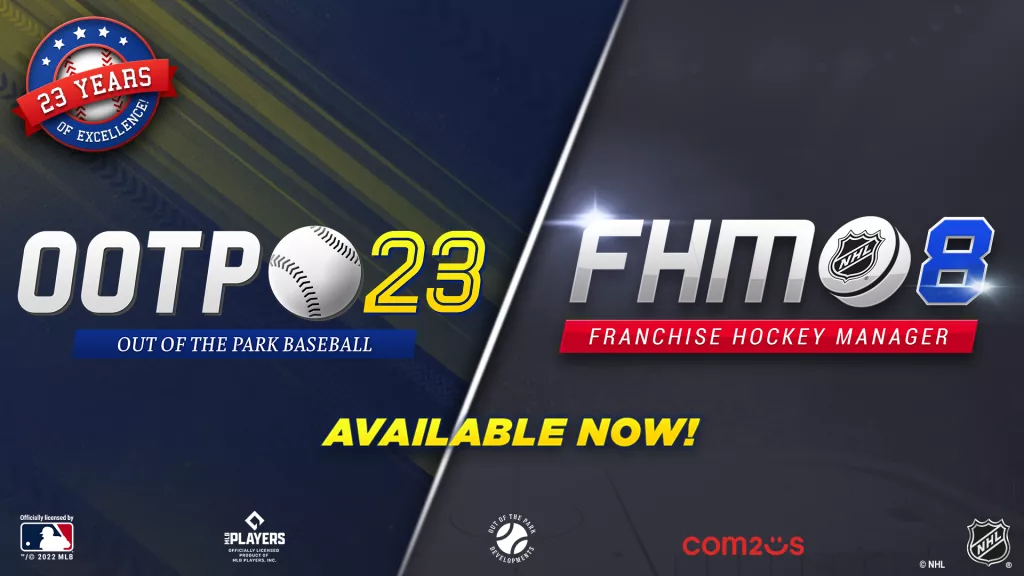 23 YEARS
OF EXCELLENCE!
OOTP 23
OUT OF THE PARK BASEBALL
FHM NHL 8
FRANCHISE HOCKEY MANAGER
AVAILABLE NOW!
Officially licensed by
™/© 2022 MLB
MLB PLAYERS
OFFICIALLY LICENSED
PRODUCT OF
MLB PLAYERS, INC.
OUT OF THE PARK
DEVELOPMENTS
com2us
© NHL
NHL ®